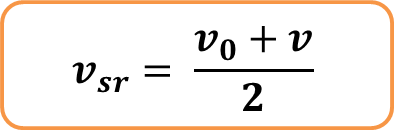 v_sr = (v_0 + v) / 2